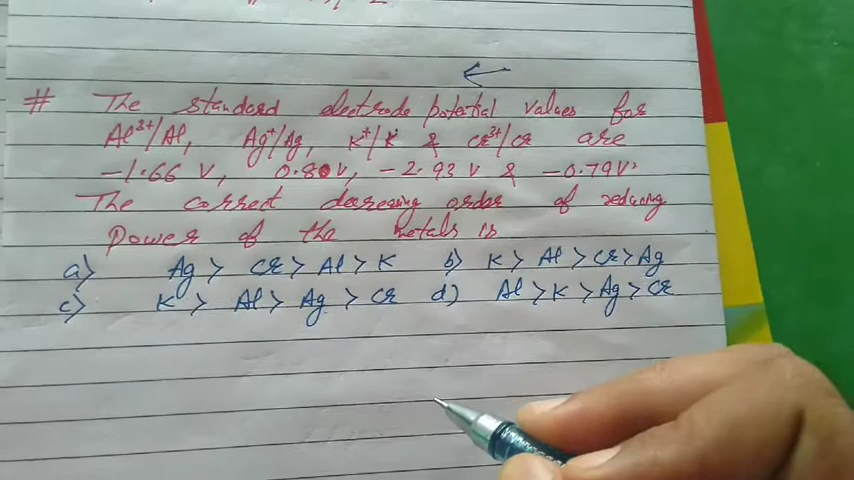 # The standard electrode potential values for
Al³⁺/Al, Ag⁺/Ag, K⁺/K & Cr³⁺/Cr are
-1.66 V, 0.80V, -2.93 V & -0.79V.
The correct decreasing order of reducing
Power of the metals is
a) Ag > Cr > Al > K b) K > Al > Cr > Ag
c) K > Al > Ag > Cr d) Al > K > Ag > Cr